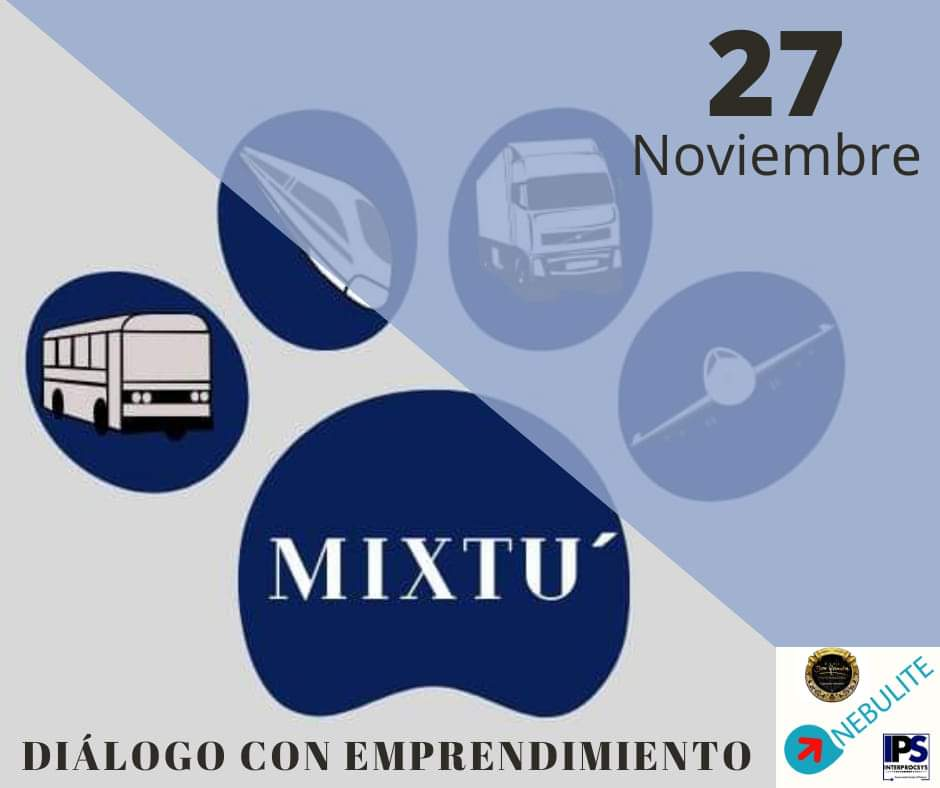 27
Noviembre
MIXTU´
DIÁLOGO CON EMPRENDIMIENTO
NEBULITE
IPS
INTERPROCSYS